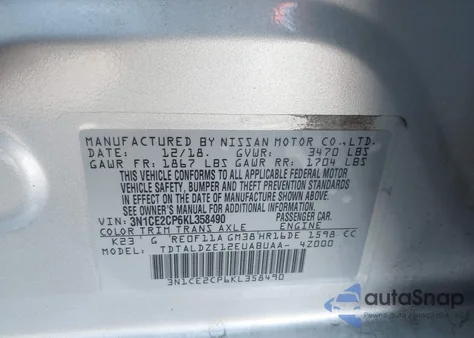 MANUFACTURED BY NISSAN MOTOR CO.,LTD.
DATE: 12/18. GVWR: 3470 LBS
GAWR FR: 1867 LBS GAWR RR: 1704 LBS
THIS VEHICLE CONFORMS TO ALL APPLICABLE FEDERAL MOTOR
VEHICLE SAFETY, BUMPER AND THEFT PREVENTION STANDARDS
IN EFFECT ON THE DATE OF MANUFACTURE SHOWN ABOVE.
SEE OWNER'S MANUAL FOR ADDITIONAL INFORMATION
VIN: 3N1CE2CP6KL358490 PASSENGER CAR.
COLOR TRIM TRANS AXLE ENGINE
K23 G RE0F11A GM38 HR16DE 1598 CC
MODEL: TDTALDZE12EUABUAA- 4Z000
3N1CE2CP6KL358490
autoSnap